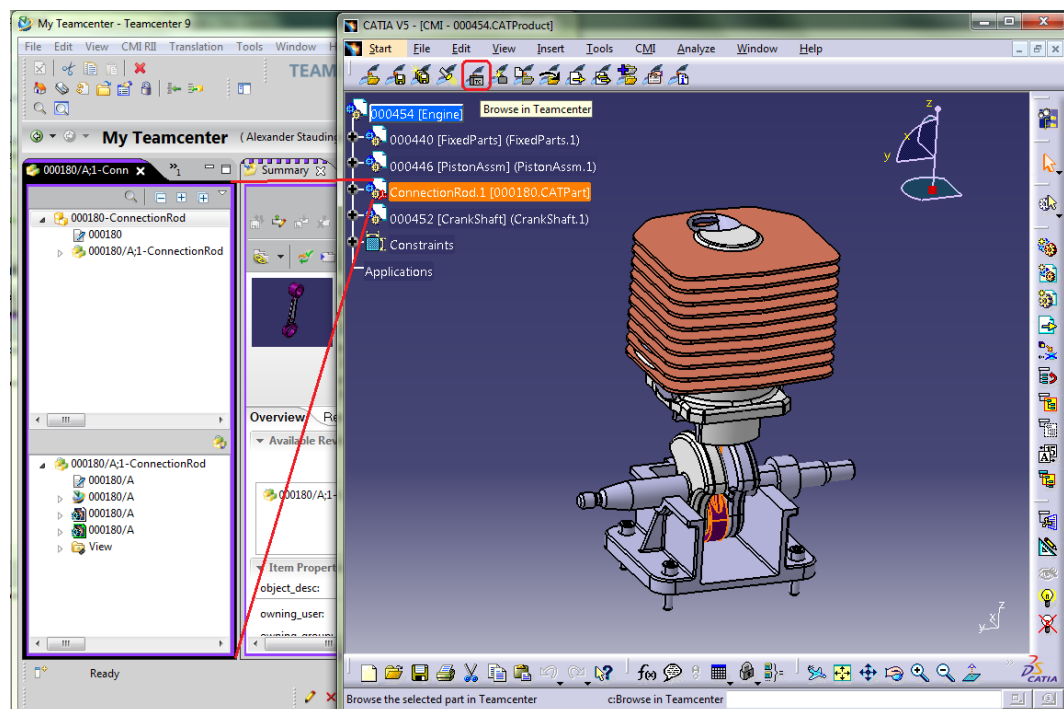 My Teamcenter - Teamcenter 9
File Edit View CMI RII Translation Tools Window H
TEAM
My Teamcenter ( Alexander Stauding
000180/A;1-Conn
"1
Summary
000180-ConnectionRod
000180
000180/A;1-ConnectionRod
000180/A;1-ConnectionRod
000180/A
000180/A
000180/A
000180/A
View
Overview Re
Available Rev
000180/A;1-
Item Propert
object_desc:
owning_user:
Ready
CATIA V5 - [CMI - 000454.CATProduct]
Start File Edit View Insert Tools CMI Analyze Window Help
Browse in Teamcenter
000454 [Engine]
000440 [FixedParts] (FixedParts.1)
000446 [PistonAssm] (PistonAssm.1)
ConnectionRod.1 [000180.CATPart]
000452 [CrankShaft] (CrankShaft.1)
Constraints
Applications
z
x
y
z
x
y
f(x)
CATIA
Browse the selected part in Teamcenter c:Browse in Teamcenter